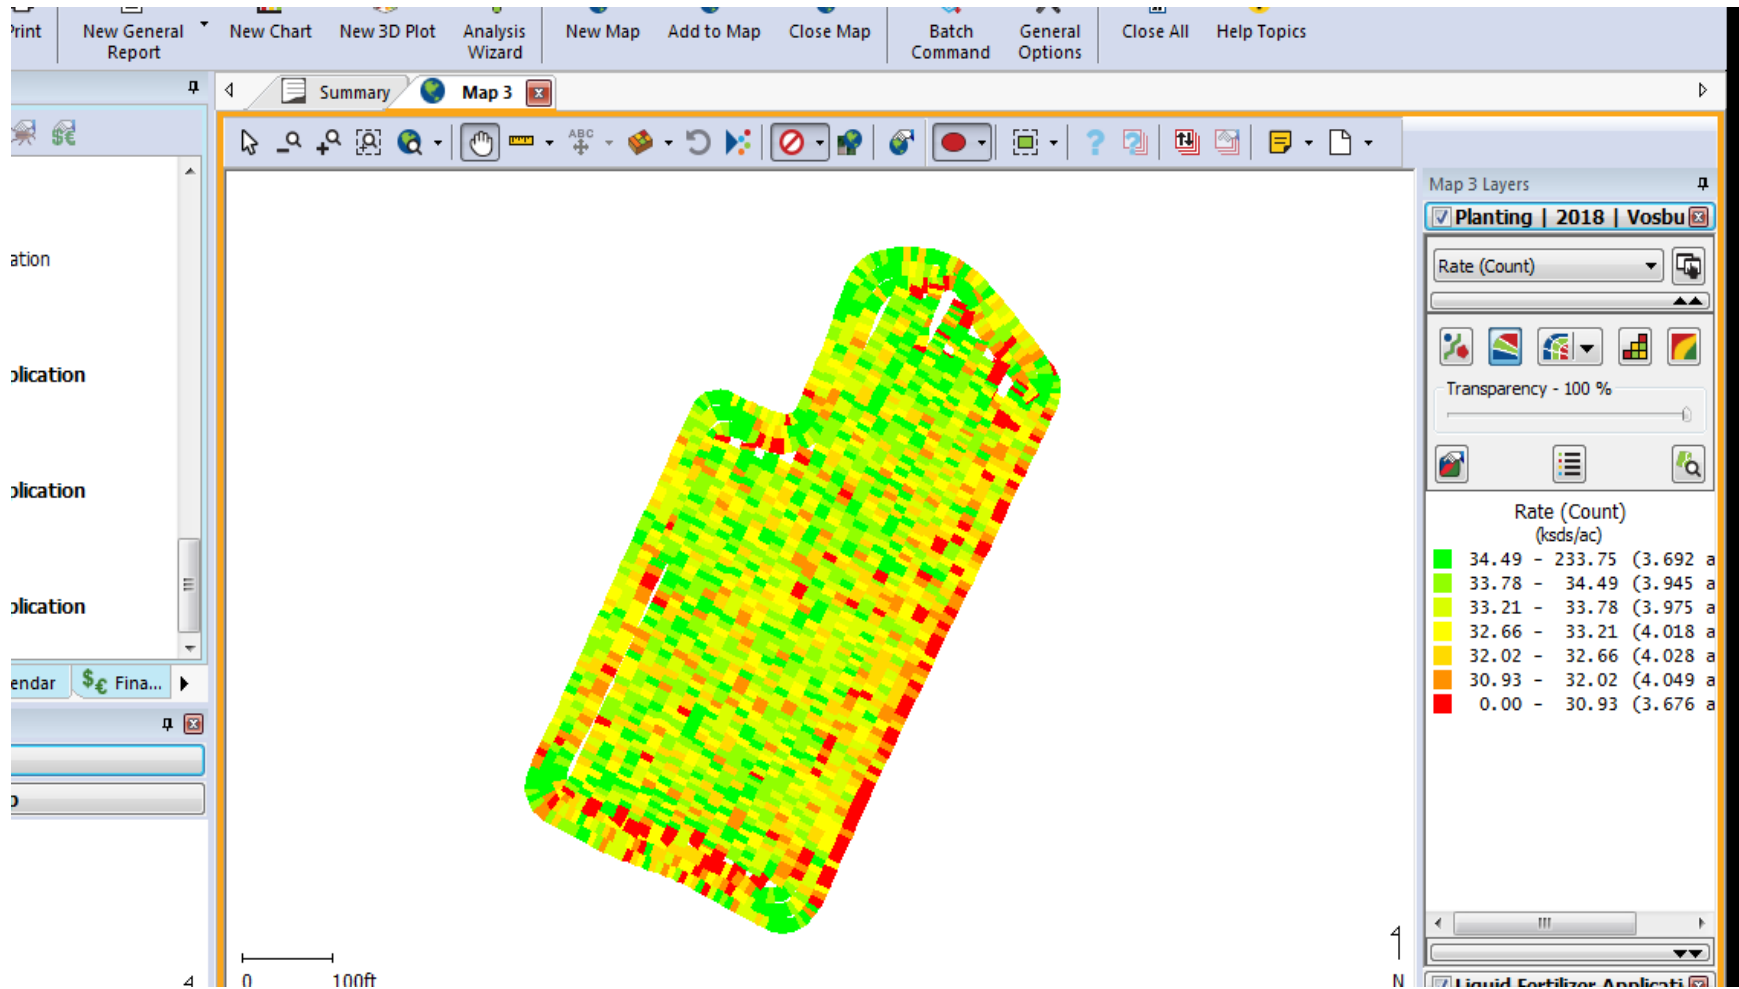 Print
New General
Report
New Chart
New 3D Plot
Analysis
Wizard
New Map
Add to Map
Close Map
Batch
Command
General
Options
Close All
Help Topics
Summary
Map 3
ABC
Map 3 Layers
Planting | 2018 | Vosbu
Rate (Count)
Transparency - 100 %
Rate (Count)
(ksds/ac)
34.49 - 233.75 (3.692 a
33.78 - 34.49 (3.945 a
33.21 - 33.78 (3.975 a
32.66 - 33.21 (4.018 a
32.02 - 32.66 (4.028 a
30.93 - 32.02 (4.049 a
0.00 - 30.93 (3.676 a
Liquid Fertilizer Applicati
ation
plication
plication
plication
endar
$€ Fina...
0 100ft
N